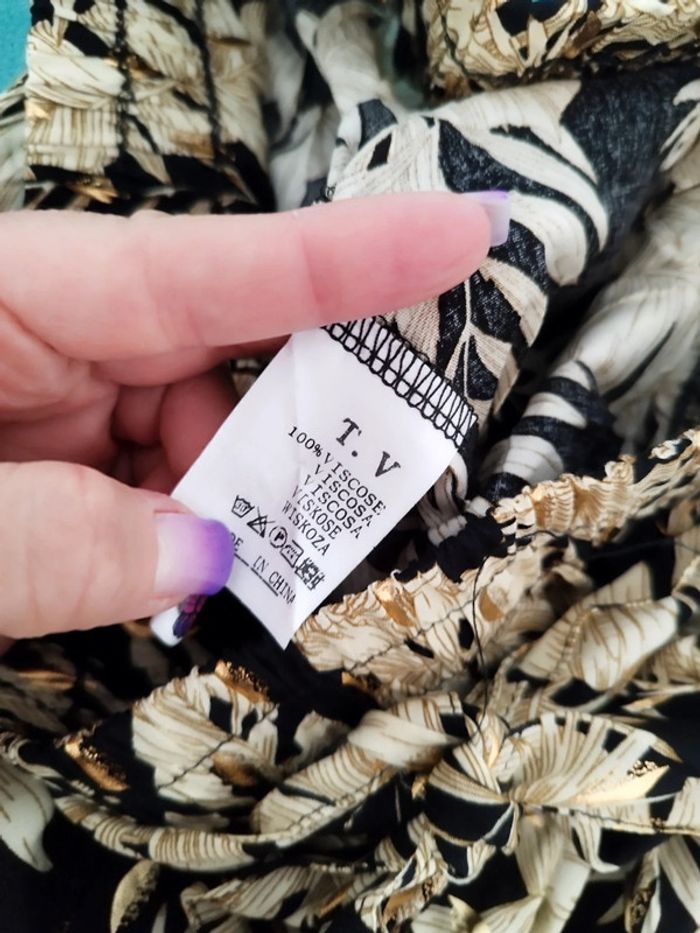 T. V
100% VISCOSE
VISCOSA
VISCOSA
VISKOSE
WISKOZA
IN CHINA